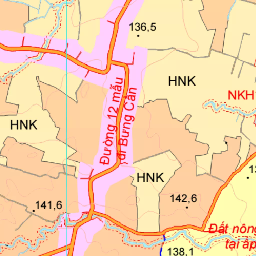 136,5
HNK
NKH
Đường 12 mẫu
đi Bưng Cần
HNK
HNK
141,6
142,6
Đất nông
tại ấp
138,1